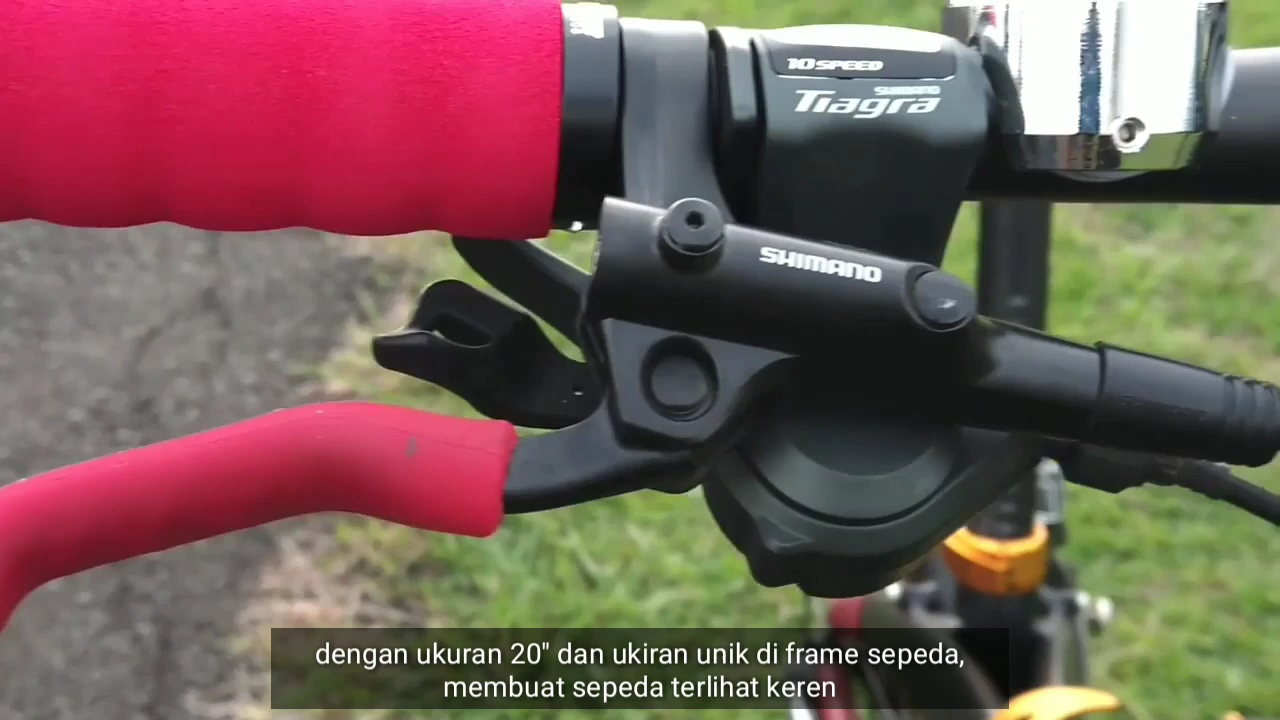 10 SPEED
SHIMANO
Tiagra
SHIMANO
dengan ukuran 20" dan ukiran unik di frame sepeda,
membuat sepeda terlihat keren